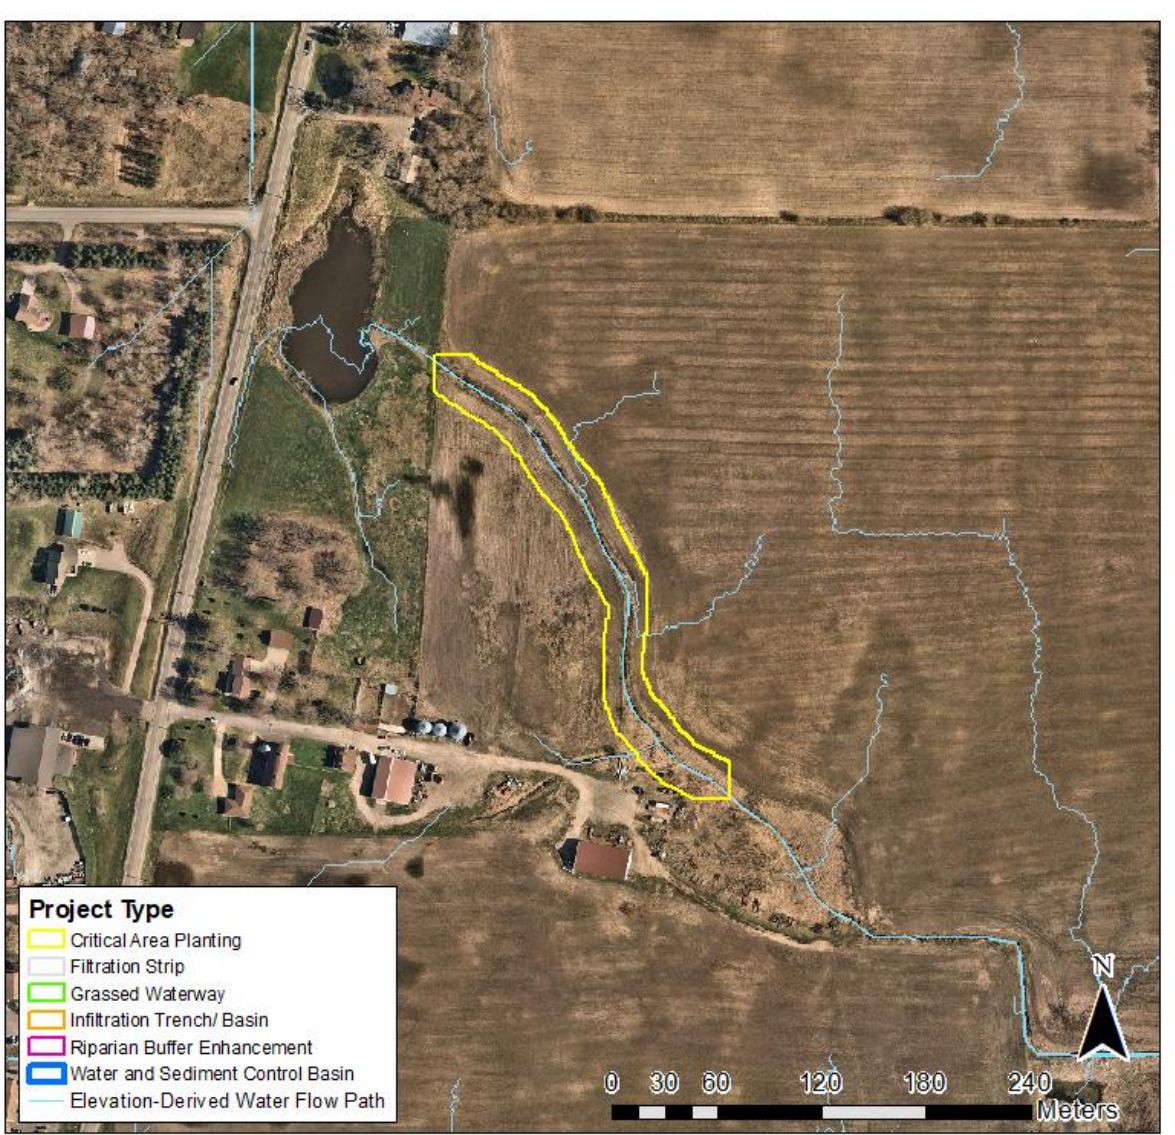 Project Type
Critical Area Planting
Filtration Strip
Grassed Waterway
Infiltration Trench/ Basin
Riparian Buffer Enhancement
Water and Sediment Control Basin
Elevation-Derived Water Flow Path
N
0 30 60 120 180 240
Meters